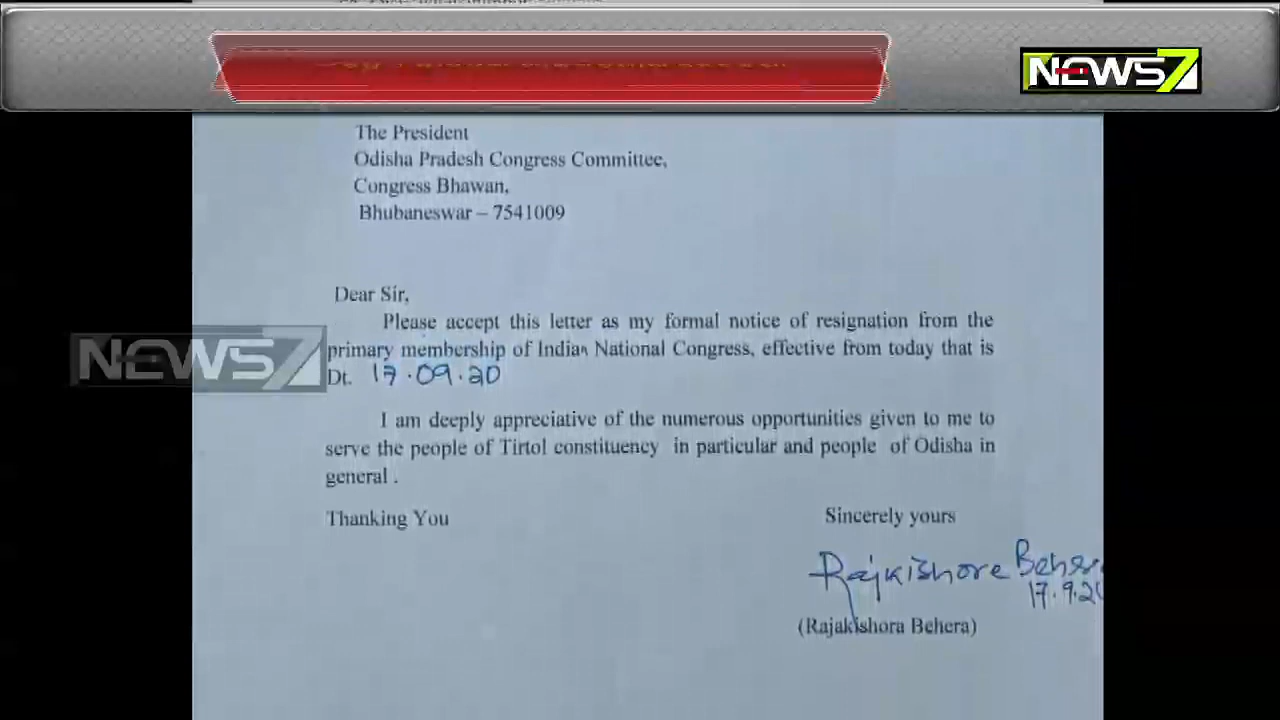 NEWS7
The President
Odisha Pradesh Congress Committee,
Congress Bhawan,
Bhubaneswar – 7541009
Dear Sir,
Please accept this letter as my formal notice of resignation from the
primary membership of Indian National Congress, effective from today that is
Dt. 17.09.20
NEWS7
I am deeply appreciative of the numerous opportunities given to me to
serve the people of Tirtol constituency in particular and people of Odisha in
general .
Thanking You
Sincerely yours
Rajkishore
17.9.20
(Rajakishora Behera)